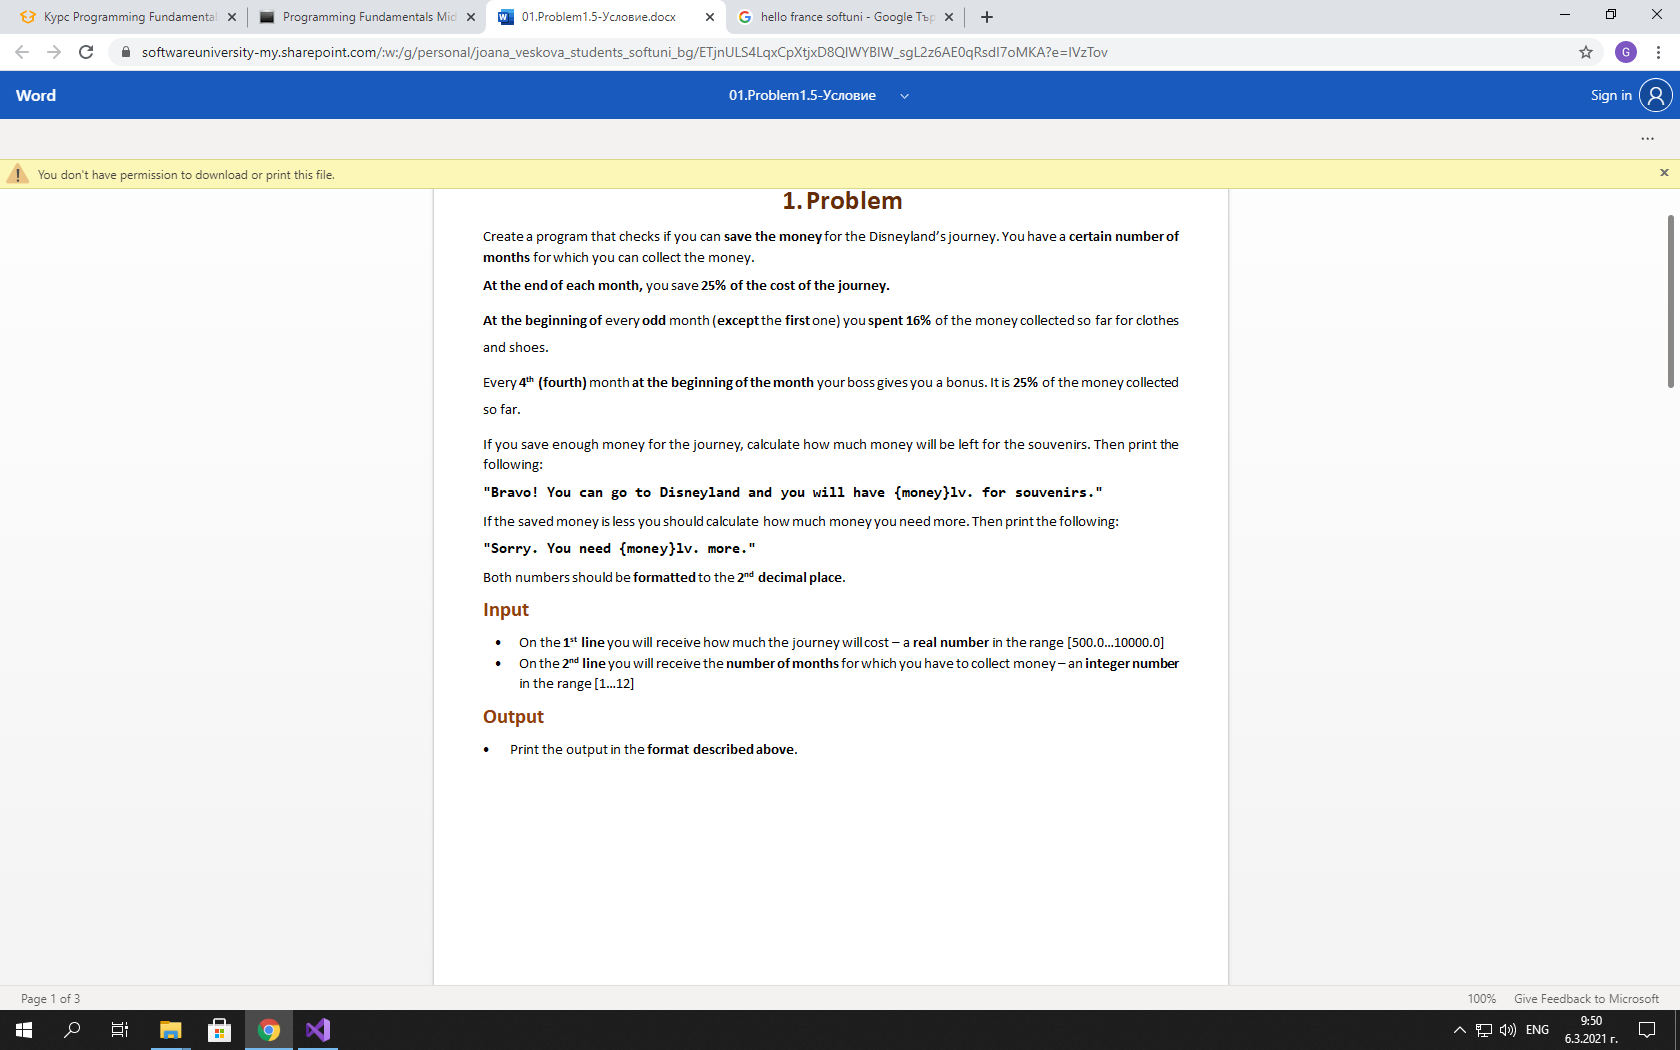 Курс Programming Fundamental
Programming Fundamentals Mid
01.Problem1.5-Условие.docx
hello france softuni - Google Тър
softwareuniversity-my.sharepoint.com/:w:/g/personal/joana_veskova_students_softuni_bg/ETjnULS4LqxCpXtjxD8QIWYBIW_sgL2z6AE0qRsdI7oMKA?e=IVzTov
G
Word
01.Problem1.5-Условие
Sign in
You don't have permission to download or print this file.
1. Problem
Create a program that checks if you can save the money for the Disneyland's journey. You have a certain number of
months for which you can collect the money.
At the end of each month, you save 25% of the cost of the journey.
At the beginning of every odd month (except the first one) you spent 16% of the money collected so far for clothes
and shoes.
Every 4th (fourth) month at the beginning of the month your boss gives you a bonus. It is 25% of the money collected
so far.
If you save enough money for the journey, calculate how much money will be left for the souvenirs. Then print the
following:
"Bravo! You can go to Disneyland and you will have {money}lv. for souvenirs."
If the saved money is less you should calculate how much money you need more. Then print the following:
"Sorry. You need {money}lv. more."
Both numbers should be formatted to the 2nd decimal place.
Input
• On the 1st line you will receive how much the journey will cost – a real number in the range [500.0…10000.0]
• On the 2nd line you will receive the number of months for which you have to collect money – an integer number
in the range [1…12]
Output
• Print the output in the format described above.
Page 1 of 3
100%
Give Feedback to Microsoft
ENG
9:50
6.3.2021 г.